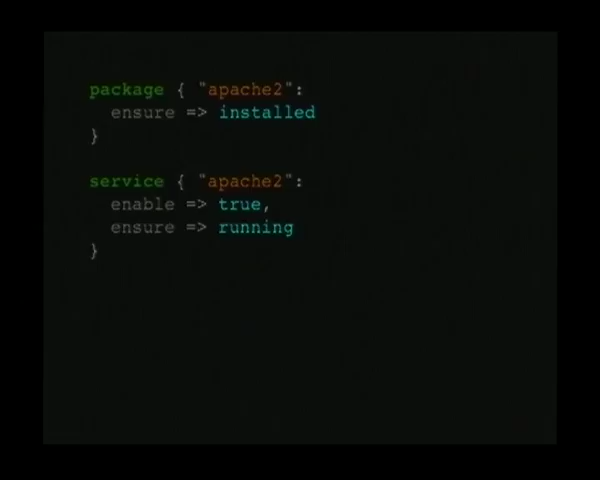 package { "apache2":
  ensure => installed
}
service { "apache2":
  enable => true,
  ensure => running
}